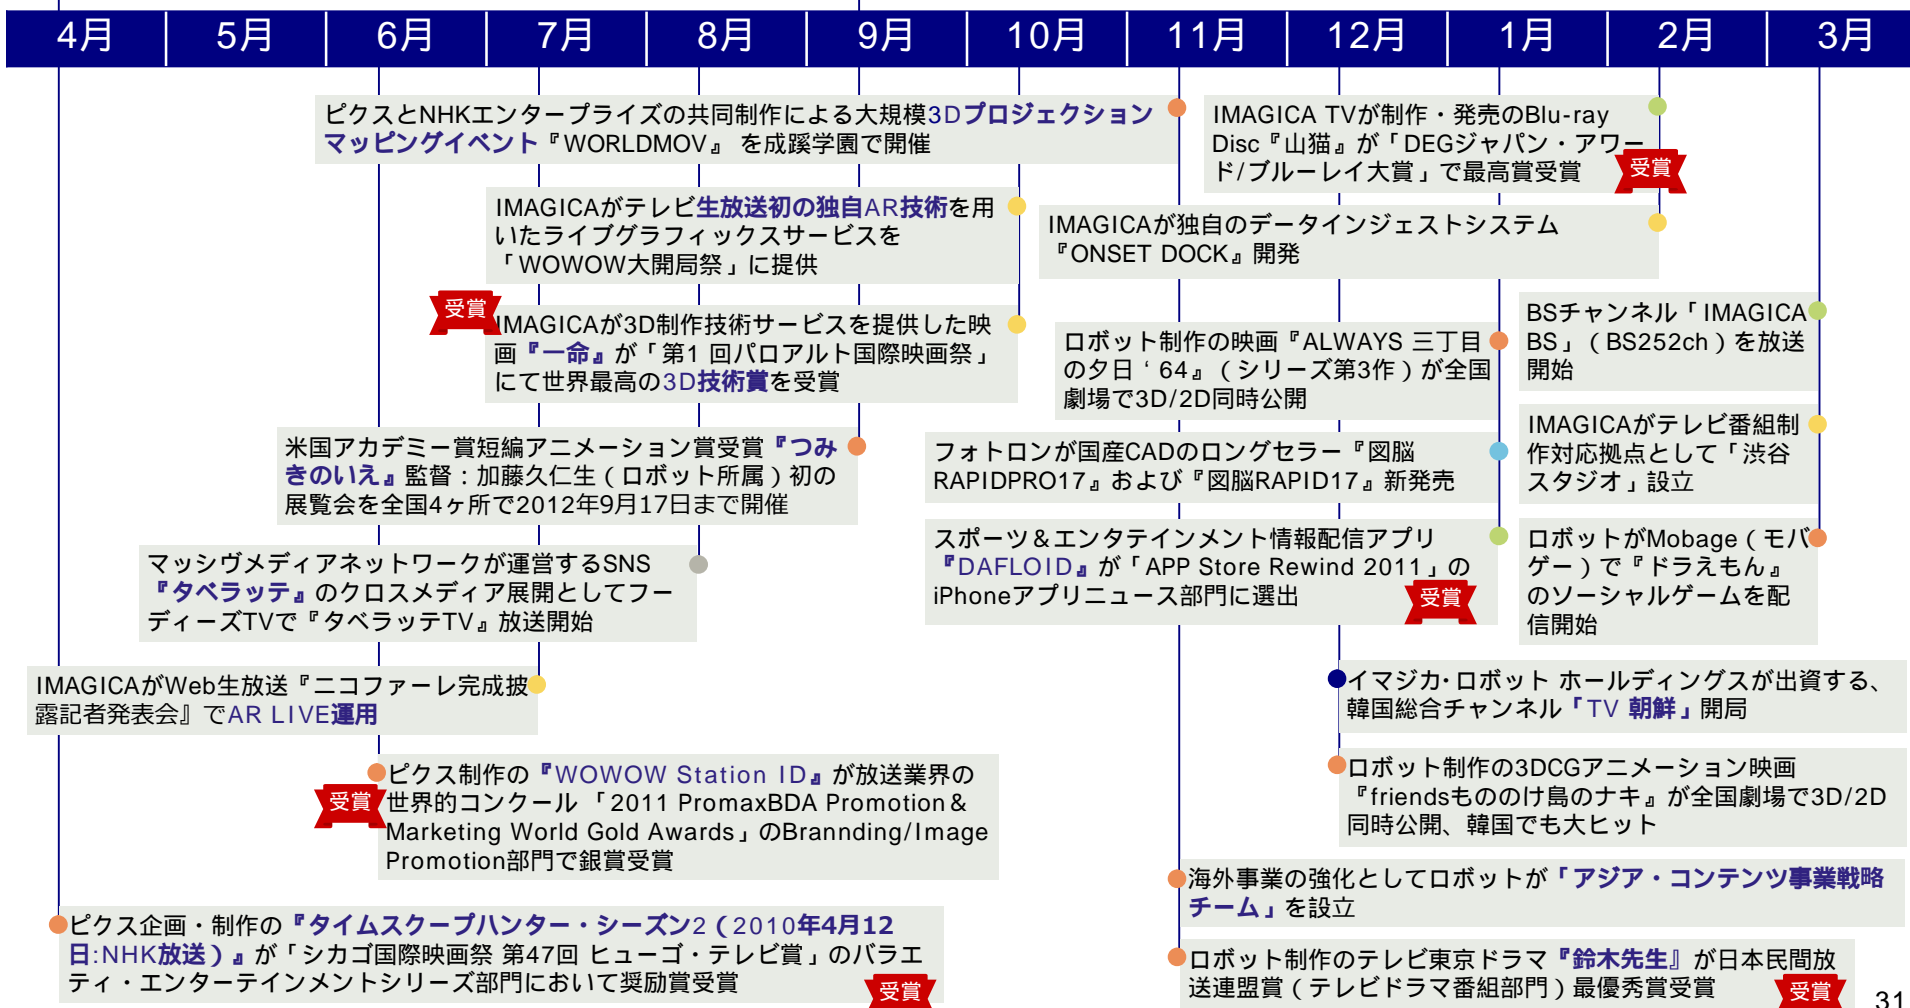 4月 5月 6月 7月 8月 9月 10月 11月 12月 1月 2月 3月
ピクスとNHKエンタープライズの共同制作による大規模3Dプロジェクション
マッピングイベント『WORLDMOV』 を成蹊学園で開催
IMAGICA TVが制作・発売のBlu-ray
Disc『山猫』が「DEGジャパン・アワー
ド/ブルーレイ大賞」で最高賞受賞
受賞
IMAGICAがテレビ生放送初の独自AR技術を用
いたライブグラフィックスサービスを
「WOWOW大開局祭」に提供
IMAGICAが独自のデータインジェストシステム
『ONSET DOCK』開発
受賞
IMAGICAが3D制作技術サービスを提供した映
画『一命』が「第1 回パロアルト国際映画祭」
にて世界最高の3D技術賞を受賞
ロボット制作の映画『ALWAYS 三丁目
の夕日‘64』（シリーズ第3作）が全国
劇場で3D/2D同時公開
BSチャンネル「IMAGICA
BS」（BS252ch）を放送
開始
米国アカデミー賞短編アニメーション賞受賞『つみ
きのいえ』監督：加藤久仁生（ロボット所属）初の
展覧会を全国4ヶ所で2012年9月17日まで開催
フォトロンが国産CADのロングセラー『図脳
RAPIDPRO17』および『図脳RAPID17』新発売
IMAGICAがテレビ番組制
作対応拠点として「渋谷
スタジオ」設立
マッシヴメディアネットワークが運営するSNS
『タベラッテ』のクロスメディア展開としてフー
ディーズTVで『タベラッテTV』放送開始
スポーツ＆エンタテインメント情報配信アプリ
『DAFLOID』が「APP Store Rewind 2011」の
iPhoneアプリニュース部門に選出
受賞
ロボットがMobage（モバ
ゲー）で『ドラえもん』
のソーシャルゲームを配
信開始
IMAGICAがWeb生放送『ニコファーレ完成披
露記者発表会』でAR LIVE運用
イマジカ・ロボット ホールディングスが出資する、
韓国総合チャンネル「TV 朝鮮」開局
ピクス制作の『WOWOW Station ID』が放送業界の
世界的コンクール 「2011 PromaxBDA Promotion＆
Marketing World Gold Awards」のBrannding/Image
Promotion部門で銀賞受賞
受賞
ロボット制作の3DCGアニメーション映画
『friendsもののけ島のナキ』が全国劇場で3D/2D
同時公開、韓国でも大ヒット
海外事業の強化としてロボットが「アジア・コンテンツ事業戦略
チーム」を設立
ピクス企画・制作の『タイムスクープハンター・シーズン2（2010年4月12
日:NHK放送）』が「シカゴ国際映画祭 第47回 ヒューゴ・テレビ賞」のバラエ
ティ・エンターテインメントシリーズ部門において奨励賞受賞
受賞
ロボット制作のテレビ東京ドラマ『鈴木先生』が日本民間放
送連盟賞（テレビドラマ番組部門）最優秀賞受賞
受賞
31